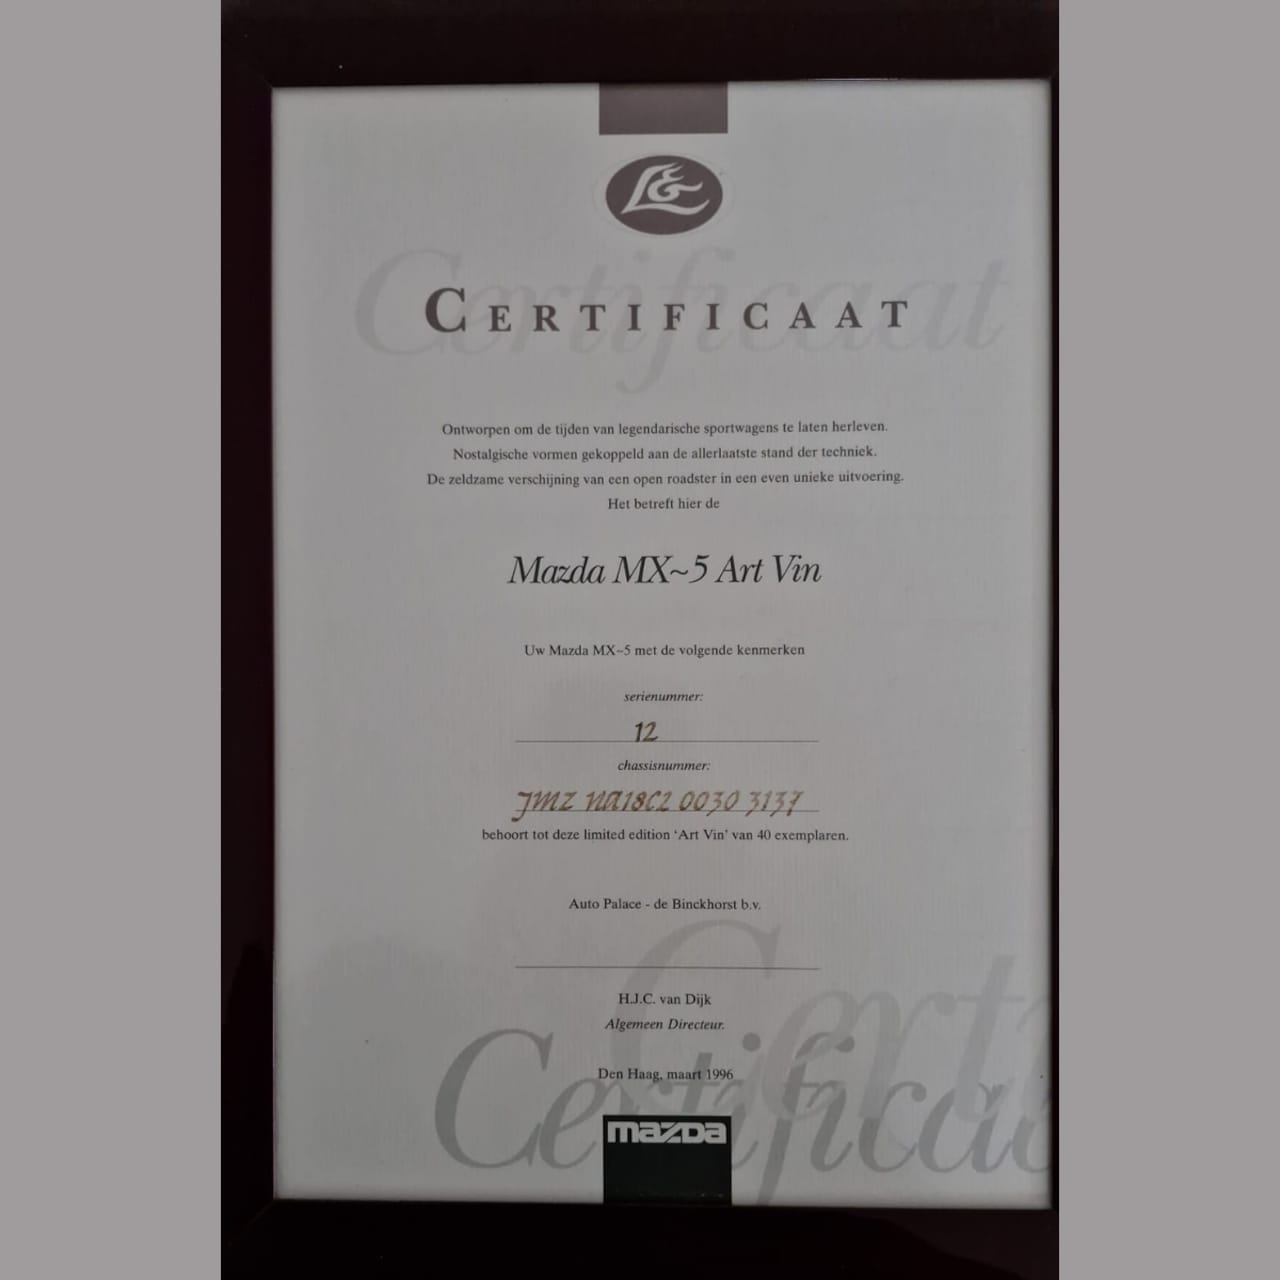 L&
CERTIFICAAT
Certificaat
Ontworpen om de tijden van legendarische sportwagens te laten herleven.
Nostalgische vormen gekoppeld aan de allerlaatste stand der techniek.
De zeldzame verschijning van een open roadster in een even unieke uitvoering.
Het betreft hier de
Mazda MX~5 Art Vin
Uw Mazda MX~5 met de volgende kenmerken
serienummer:
12
chassisnummer:
JMZ NA18C2 0030 3137
behoort tot deze limited edition ‘Art Vin’ van 40 exemplaren.
Auto Palace - de Binckhorst b.v.
H.J.C. van Dijk
Algemeen Directeur.
Den Haag, maart 1996
Cert
Certificaa
mazda